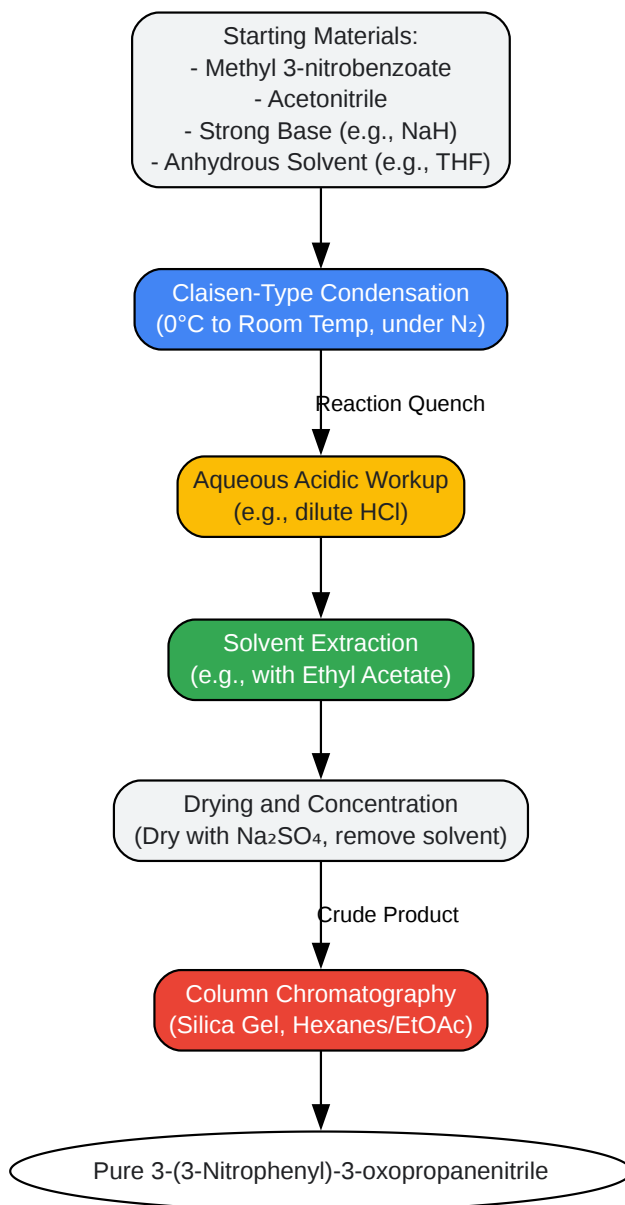 Starting Materials:
- Methyl 3-nitrobenzoate
- Acetonitrile
- Strong Base (e.g., NaH)
- Anhydrous Solvent (e.g., THF)
Claisen-Type Condensation
(0°C to Room Temp, under N₂)
Reaction Quench
Aqueous Acidic Workup
(e.g., dilute HCl)
Solvent Extraction
(e.g., with Ethyl Acetate)
Drying and Concentration
(Dry with Na₂SO₄, remove solvent)
Crude Product
Column Chromatography
(Silica Gel, Hexanes/EtOAc)
Pure 3-(3-Nitrophenyl)-3-oxopropanenitrile